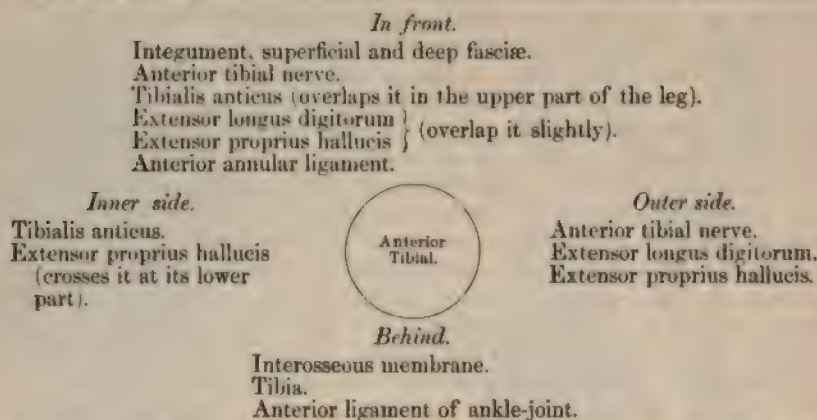 In front.
Integument, superficial and deep fasciæ.
Anterior tibial nerve.
Tibialis anticus (overlaps it in the upper part of the leg).
Extensor longus digitorum } (overlap it slightly).
Extensor proprius hallucis
Anterior annular ligament.
Inner side.
Tibialis anticus.
Extensor proprius hallucis
(crosses it at its lower
part).
Anterior
Tibial.
Outer side.
Anterior tibial nerve.
Extensor longus digitorum.
Extensor proprius hallucis.
Behind.
Interosseous membrane.
Tibia.
Anterior ligament of ankle-joint.